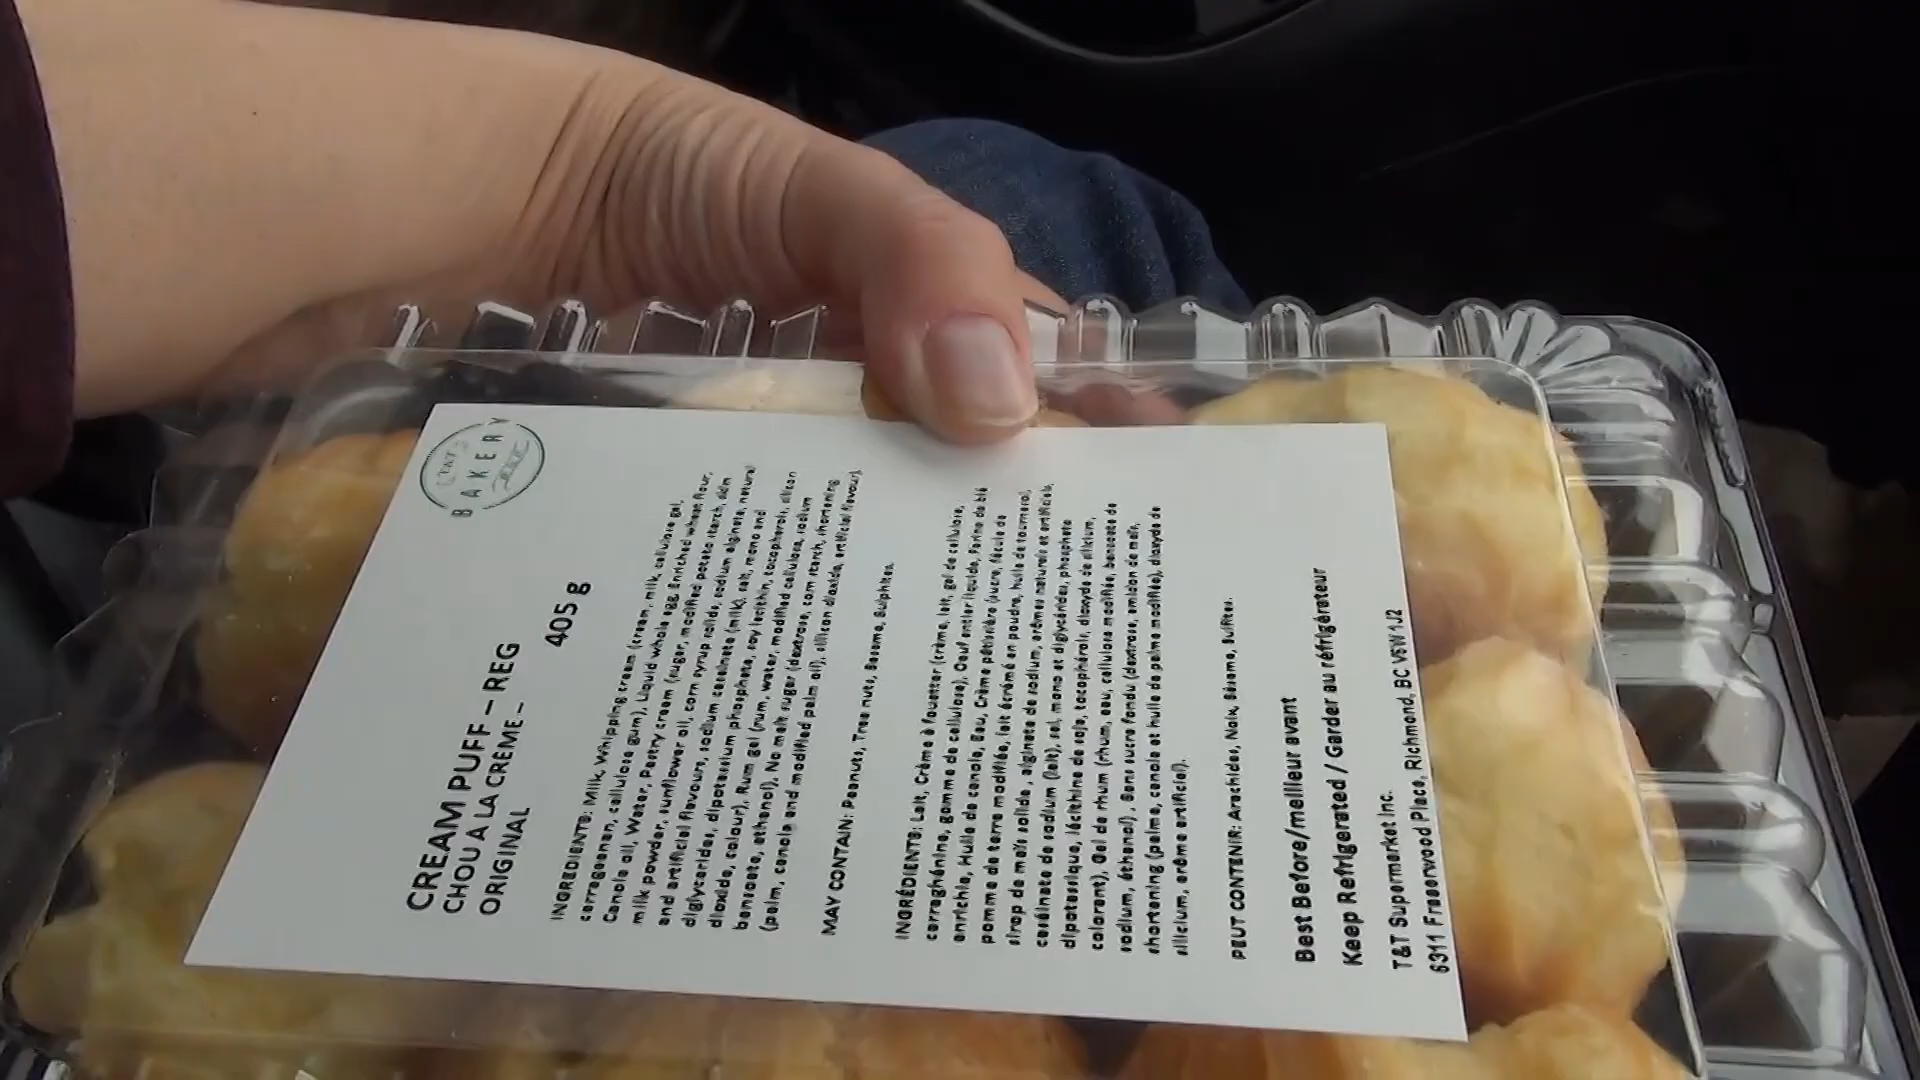 T&T
BAKERY
CREAM PUFF – REG
CHOU A LA CREME –
ORIGINAL
405 g
INGREDIENTS: Milk, Whipping cream (cream, milk, cellulose gel,
carrageenan, cellulose gum), Liquid whole egg, Enriched wheat flour,
Canola oil, Water, Pastry cream (sugar, modified potato starch, skim
milk powder, sunflower oil, corn syrup solids, sodium alginate, natural
and artificial flavours, sodium caseinate (milk), salt, mono and
diglycerides, dipotassium phosphate, soy lecithin, tocopherols, silicon
dioxide, colour), Rum gel (rum, water, modified cellulose, sodium
benzoate, ethanol), No melt sugar (dextrose, corn starch, shortening
(palm, canola and modified palm oil), silicon dioxide, artificial flavour)
MAY CONTAIN: Peanuts, Tree nuts, Sesame, Sulphites.
INGRÉDIENTS: Lait, Crème à fouetter (crème, lait, gel de cellulose,
carraghénine, gomme de cellulose), Oeuf entier liquide, Farine de blé
enrichie, Huile de canola, Eau, Crème pâtissière (sucre, fécule de
pomme de terre modifiée, lait écrémé en poudre, huile de tournesol,
sirop de maïs solide, alginate de sodium, arômes naturels et artificiels,
caséinate de sodium (lait), sel, mono et diglycérides, phosphate
dipotassique, lécithine de soja, tocophérols, dioxyde de silicium,
colorant), Gel de rhum (rhum, eau, cellulose modifiée, benzoate de
sodium, éthanol), Sans sucre fondu (dextrose, amidon de maïs,
shortening (palme, canola et huile de palme modifiée), dioxyde de
silicium, arôme artificiel).
PEUT CONTENIR: Arachides, Noix, Sésame, Sulfites.
Best Before/meilleur avant
Keep Refrigerated / Garder au réfrigérateur
T&T Supermarket Inc.
6311 Fraserwood Place, Richmond, BC V6W 1J2